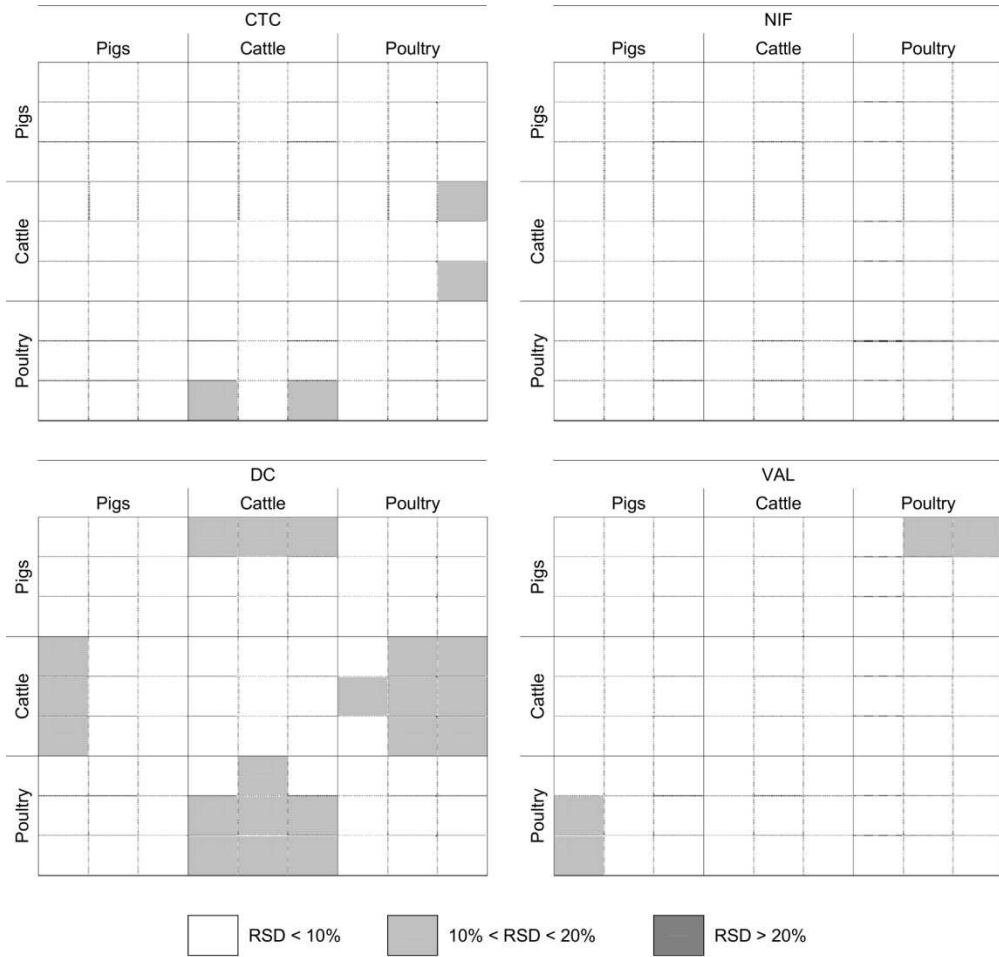 CTC
Pigs Cattle Poultry
Pigs
Cattle
Poultry
NIF
Pigs Cattle Poultry
Pigs
Cattle
Poultry
DC
Pigs Cattle Poultry
Pigs
Cattle
Poultry
VAL
Pigs Cattle Poultry
Pigs
Cattle
Poultry
RSD < 10% 10% < RSD < 20% RSD > 20%